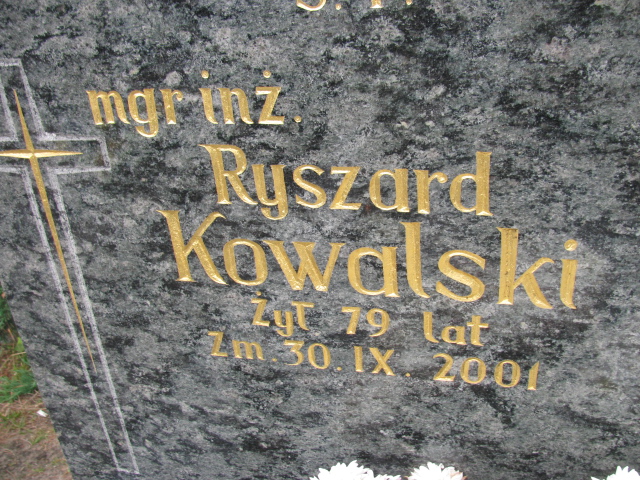 Ś. P.
mgr inż.
Ryszard
Kowalski
Żył 79 lat
Zm. 30. IX. 2001